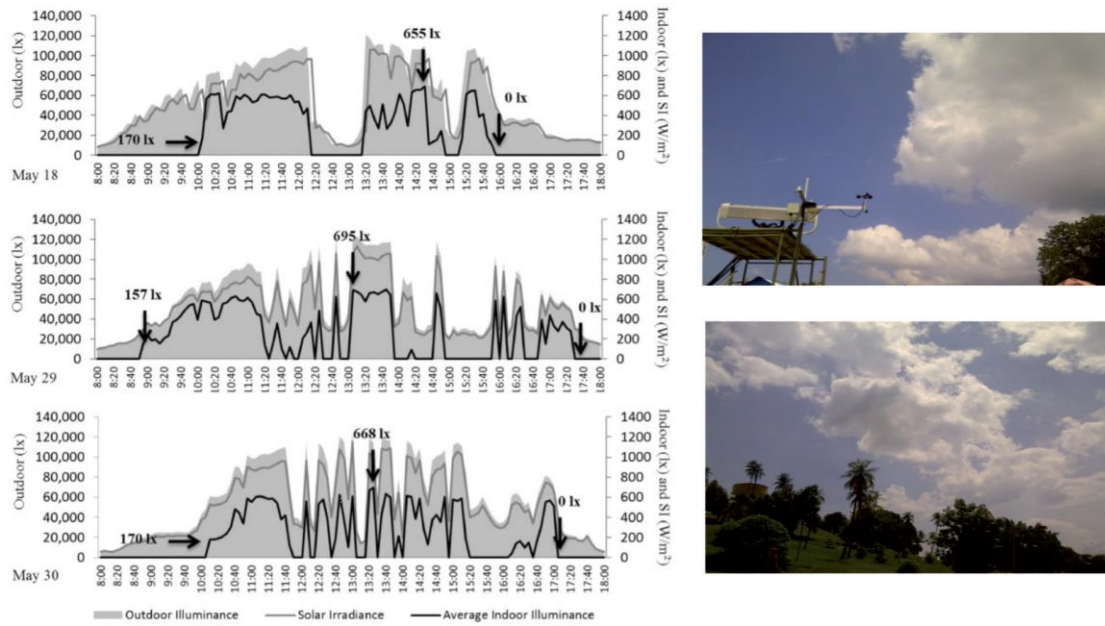 140,000 1400
120,000 1200
100,000 1000
80,000 800
60,000 600
40,000 400
20,000 200
0 0
Outdoor (lx)
Indoor (lx) and SI (W/m²)
170 lx
655 lx
0 lx
8:00 8:20 8:40 9:00 9:20 9:40 10:00 10:20 10:40 11:00 11:20 11:40 12:00 12:20 12:40 13:00 13:20 13:40 14:00 14:20 14:40 15:00 15:20 15:40 16:00 16:20 16:40 17:00 17:20 17:40 18:00
May 18
140,000 1400
120,000 1200
100,000 1000
80,000 800
60,000 600
40,000 400
20,000 200
0 0
Outdoor (lx)
Indoor (lx) and SI (W/m²)
157 lx
695 lx
0 lx
8:00 8:20 8:40 9:00 9:20 9:40 10:00 10:20 10:40 11:00 11:20 11:40 12:00 12:20 12:40 13:00 13:20 13:40 14:00 14:20 14:40 15:00 15:20 15:40 16:00 16:20 16:40 17:00 17:20 17:40 18:00
May 29
140,000 1400
120,000 1200
100,000 1000
80,000 800
60,000 600
40,000 400
20,000 200
0 0
Outdoor (lx)
Indoor (lx) and SI (W/m²)
170 lx
668 lx
0 lx
8:00 8:20 8:40 9:00 9:20 9:40 10:00 10:20 10:40 11:00 11:20 11:40 12:00 12:20 12:40 13:00 13:20 13:40 14:00 14:20 14:40 15:00 15:20 15:40 16:00 16:20 16:40 17:00 17:20 17:40 18:00
May 30
Outdoor Illuminance Solar Irradiance Average Indoor Illuminance